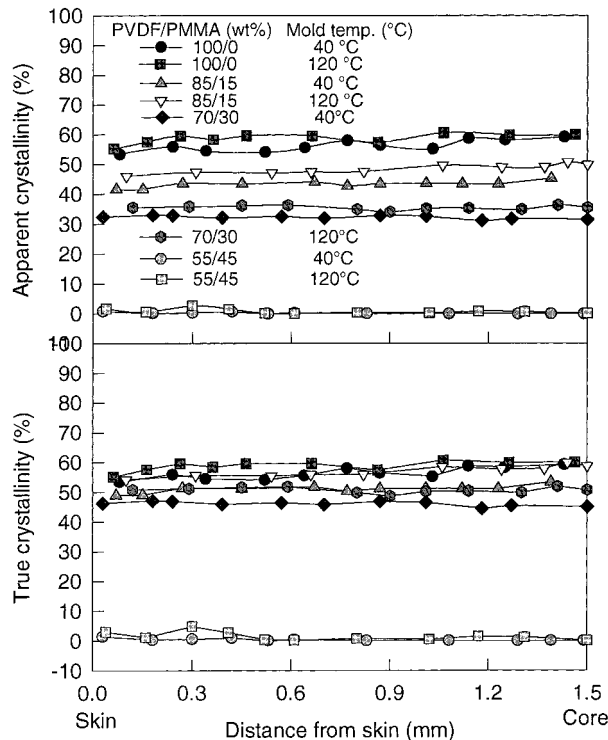 100
PVDF/PMMA (wt%) Mold temp. (°C)
90
100/0 40 °C
100/0 120 °C
80
85/15 40 °C
85/15 120 °C
70
70/30 40°C
60
50
40
30
70/30 120°C
20
55/45 40°C
10
55/45 120°C
0
Apparent crystallinity (%)
-10
100
90
80
70
60
50
40
30
20
10
0
-10
True crystallinity (%)
0.0 0.3 0.6 0.9 1.2 1.5
Skin Distance from skin (mm) Core